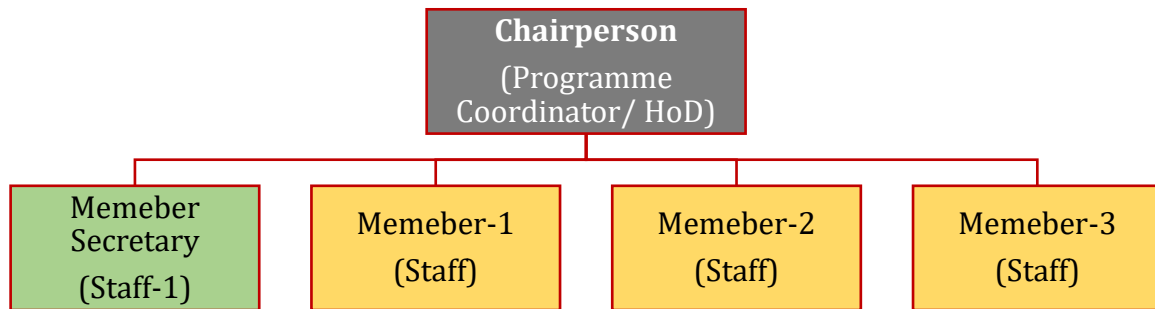 Chairperson
(Programme
Coordinator/ HoD)
Memeber
Secretary
(Staff-1)
Memeber-1
(Staff)
Memeber-2
(Staff)
Memeber-3
(Staff)